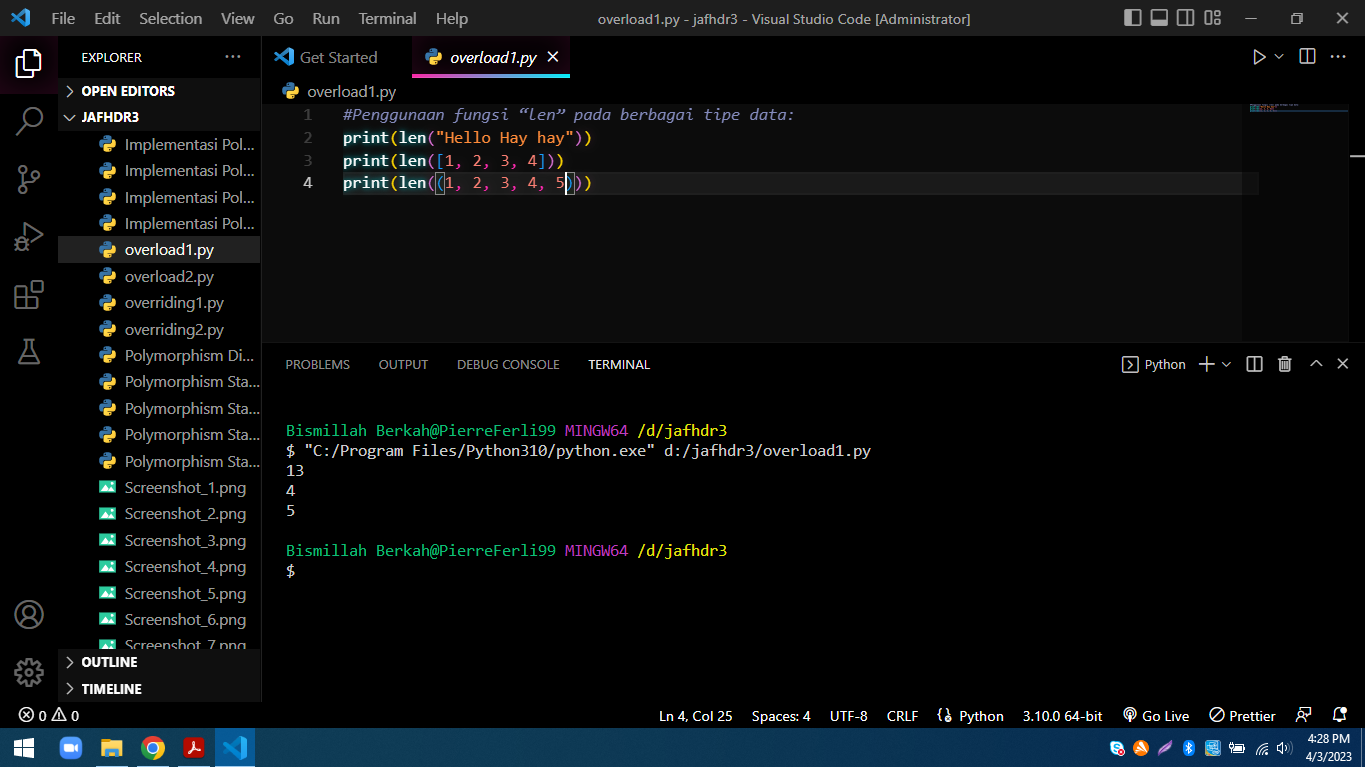 File Edit Selection View Go Run Terminal Help overload1.py - jafhdr3 - Visual Studio Code [Administrator]
EXPLORER
OPEN EDITORS
JAFHDR3
Implementasi Pol...
Implementasi Pol...
Implementasi Pol...
Implementasi Pol...
overload1.py
overload2.py
overriding1.py
overriding2.py
Polymorphism Di...
Polymorphism Sta...
Polymorphism Sta...
Polymorphism Sta...
Polymorphism Sta...
Screenshot_1.png
Screenshot_2.png
Screenshot_3.png
Screenshot_4.png
Screenshot_5.png
Screenshot_6.png
Screenshot_7.png
OUTLINE
TIMELINE
Get Started overload1.py
overload1.py
1 #Penggunaan fungsi “len” pada berbagai tipe data:
2 print(len("Hello Hay hay"))
3 print(len([1, 2, 3, 4]))
4 print(len((1, 2, 3, 4, 5)))
PROBLEMS OUTPUT DEBUG CONSOLE TERMINAL Python
Bismillah Berkah@PierreFerli99 MINGW64 /d/jafhdr3
$ "C:/Program Files/Python310/python.exe" d:/jafhdr3/overload1.py
13
4
5
Bismillah Berkah@PierreFerli99 MINGW64 /d/jafhdr3
$
0 0 Ln 4, Col 25 Spaces: 4 UTF-8 CRLF Python 3.10.0 64-bit Go Live Prettier
4:28 PM
4/3/2023